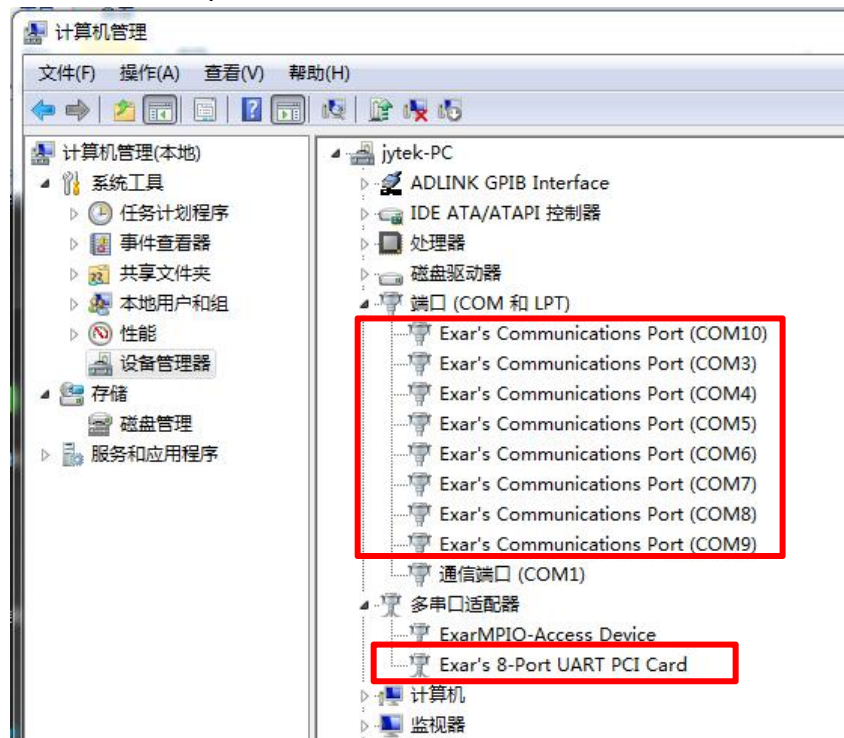 计算机管理
文件(F) 操作(A) 查看(V) 帮助(H)
计算机管理(本地)
系统工具
任务计划程序
事件查看器
共享文件夹
本地用户和组
性能
设备管理器
存储
磁盘管理
服务和应用程序
jytek-PC
ADLINK GPIB Interface
IDE ATA/ATAPI 控制器
处理器
磁盘驱动器
端口 (COM 和 LPT)
Exar's Communications Port (COM10)
Exar's Communications Port (COM3)
Exar's Communications Port (COM4)
Exar's Communications Port (COM5)
Exar's Communications Port (COM6)
Exar's Communications Port (COM7)
Exar's Communications Port (COM8)
Exar's Communications Port (COM9)
通信端口 (COM1)
多串口适配器
ExarMPIO-Access Device
Exar's 8-Port UART PCI Card
计算机
监视器